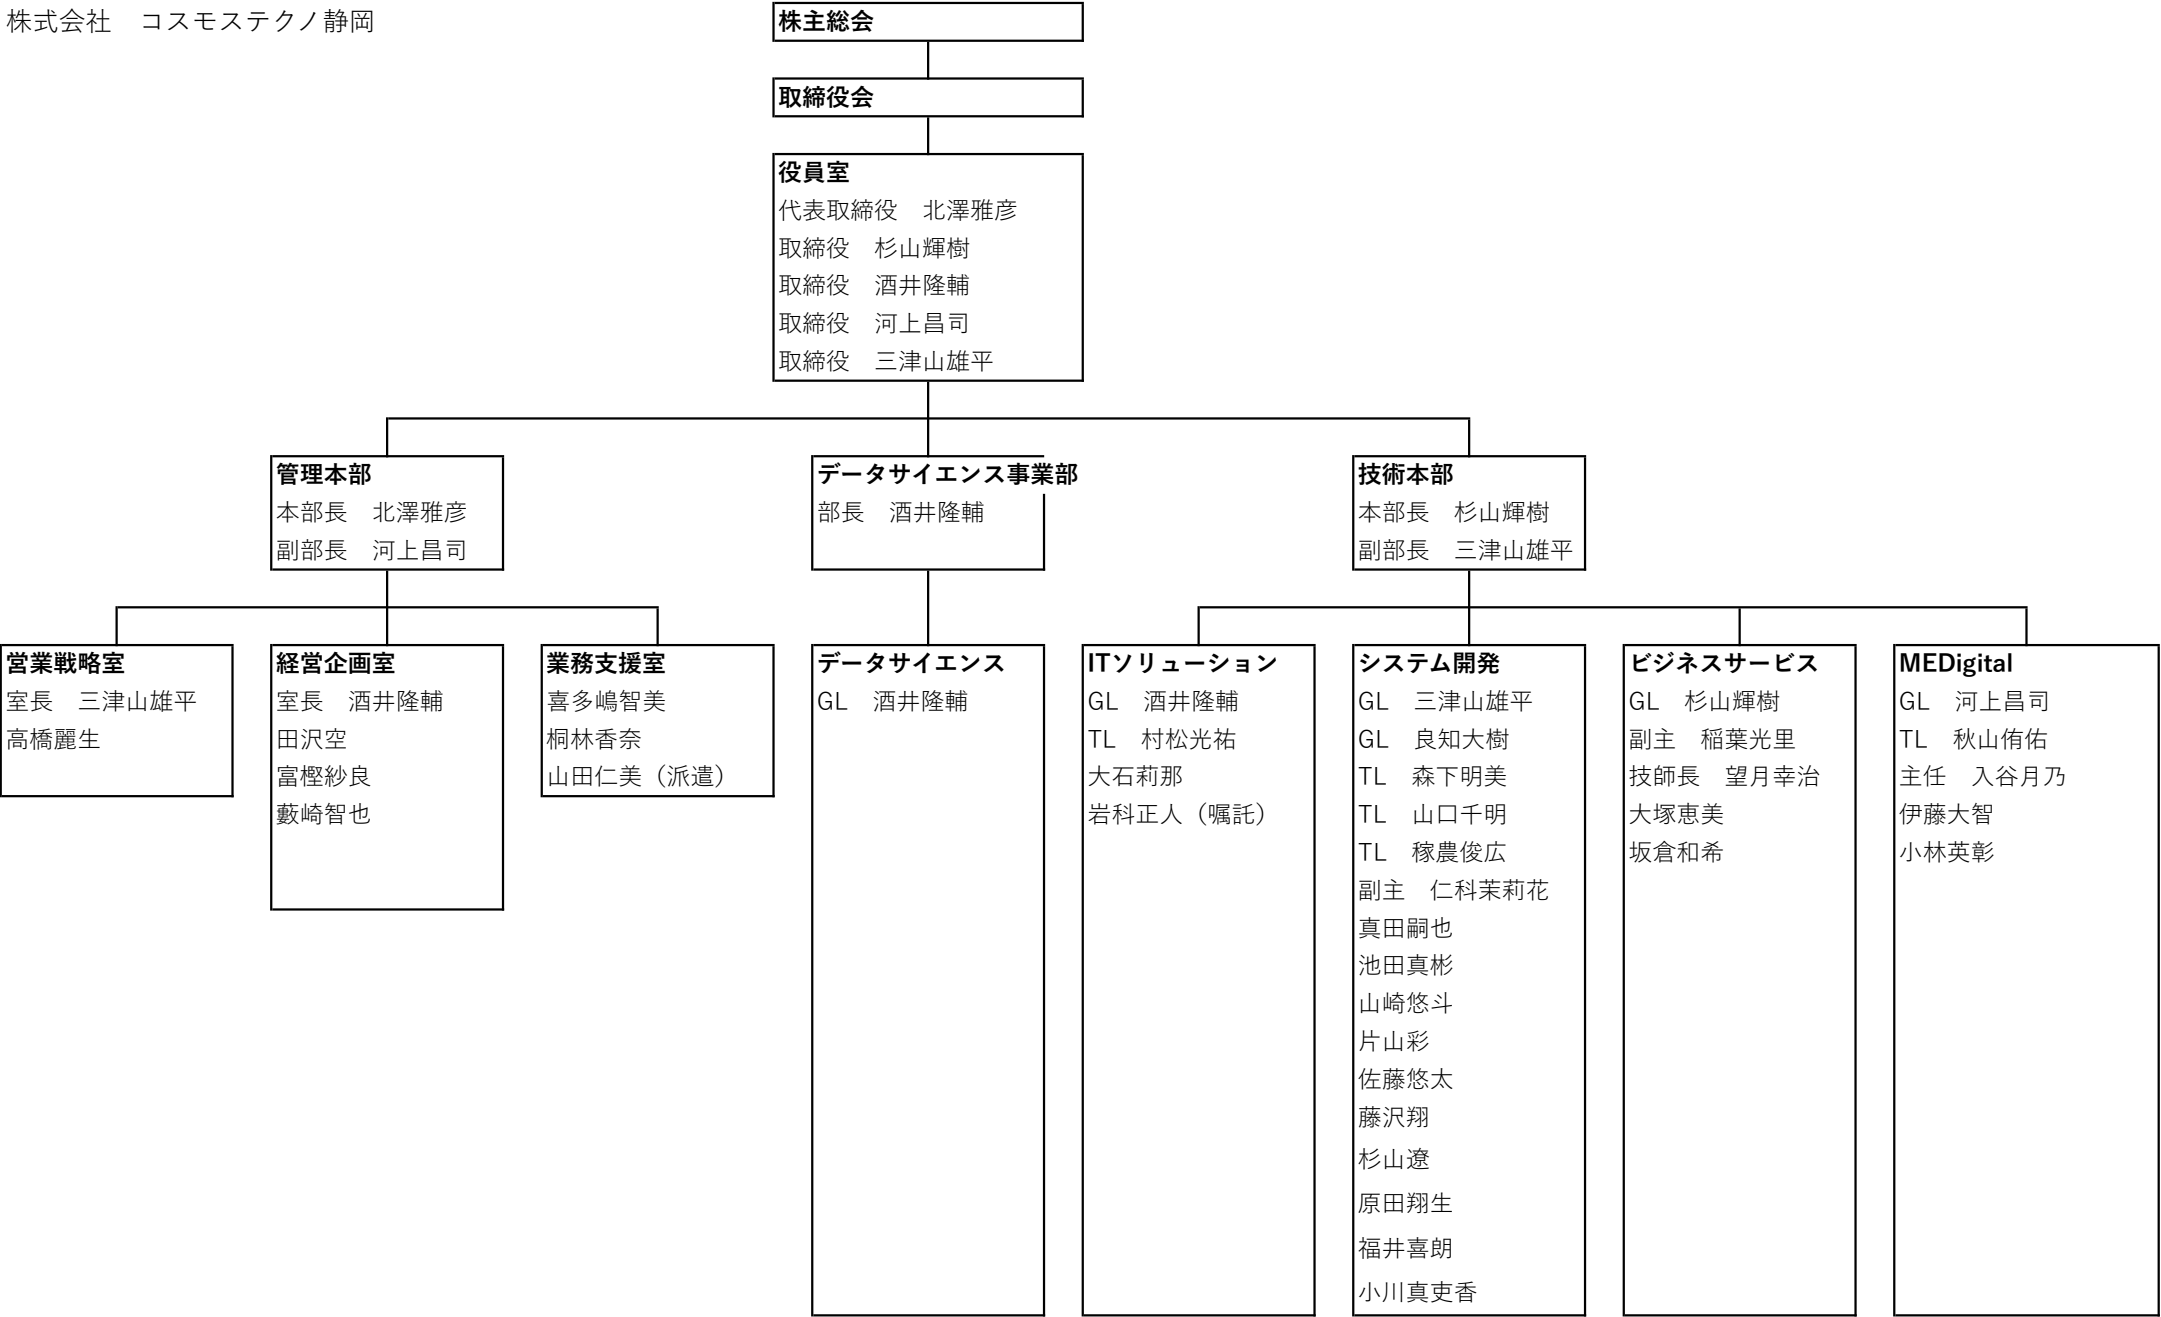 株式会社　コスモステクノ静岡
株主総会
取締役会
役員室
代表取締役　北澤雅彦
取締役　杉山輝樹
取締役　酒井隆輔
取締役　河上昌司
取締役　三津山雄平
管理本部
本部長　北澤雅彦
副部長　河上昌司
データサイエンス事業部
部長　酒井隆輔
技術本部
本部長　杉山輝樹
副部長　三津山雄平
営業戦略室
室長　三津山雄平
高橋麗生
経営企画室
室長　酒井隆輔
田沢空
富樫紗良
藪崎智也
業務支援室
喜多嶋智美
桐林香奈
山田仁美（派遣）
データサイエンス
GL　酒井隆輔
ITソリューション
GL　酒井隆輔
TL　村松光祐
大石莉那
岩科正人（嘱託）
システム開発
GL　三津山雄平
GL　良知大樹
TL　森下明美
TL　山口千明
TL　稼農俊広
副主　仁科茉莉花
真田嗣也
池田真彬
山崎悠斗
片山彩
佐藤悠太
藤沢翔
杉山遼
原田翔生
福井喜朗
小川真吏香
ビジネスサービス
GL　杉山輝樹
副主　稲葉光里
技師長　望月幸治
大塚恵美
坂倉和希
MEDigital
GL　河上昌司
TL　秋山侑佑
主任　入谷月乃
伊藤大智
小林英彰